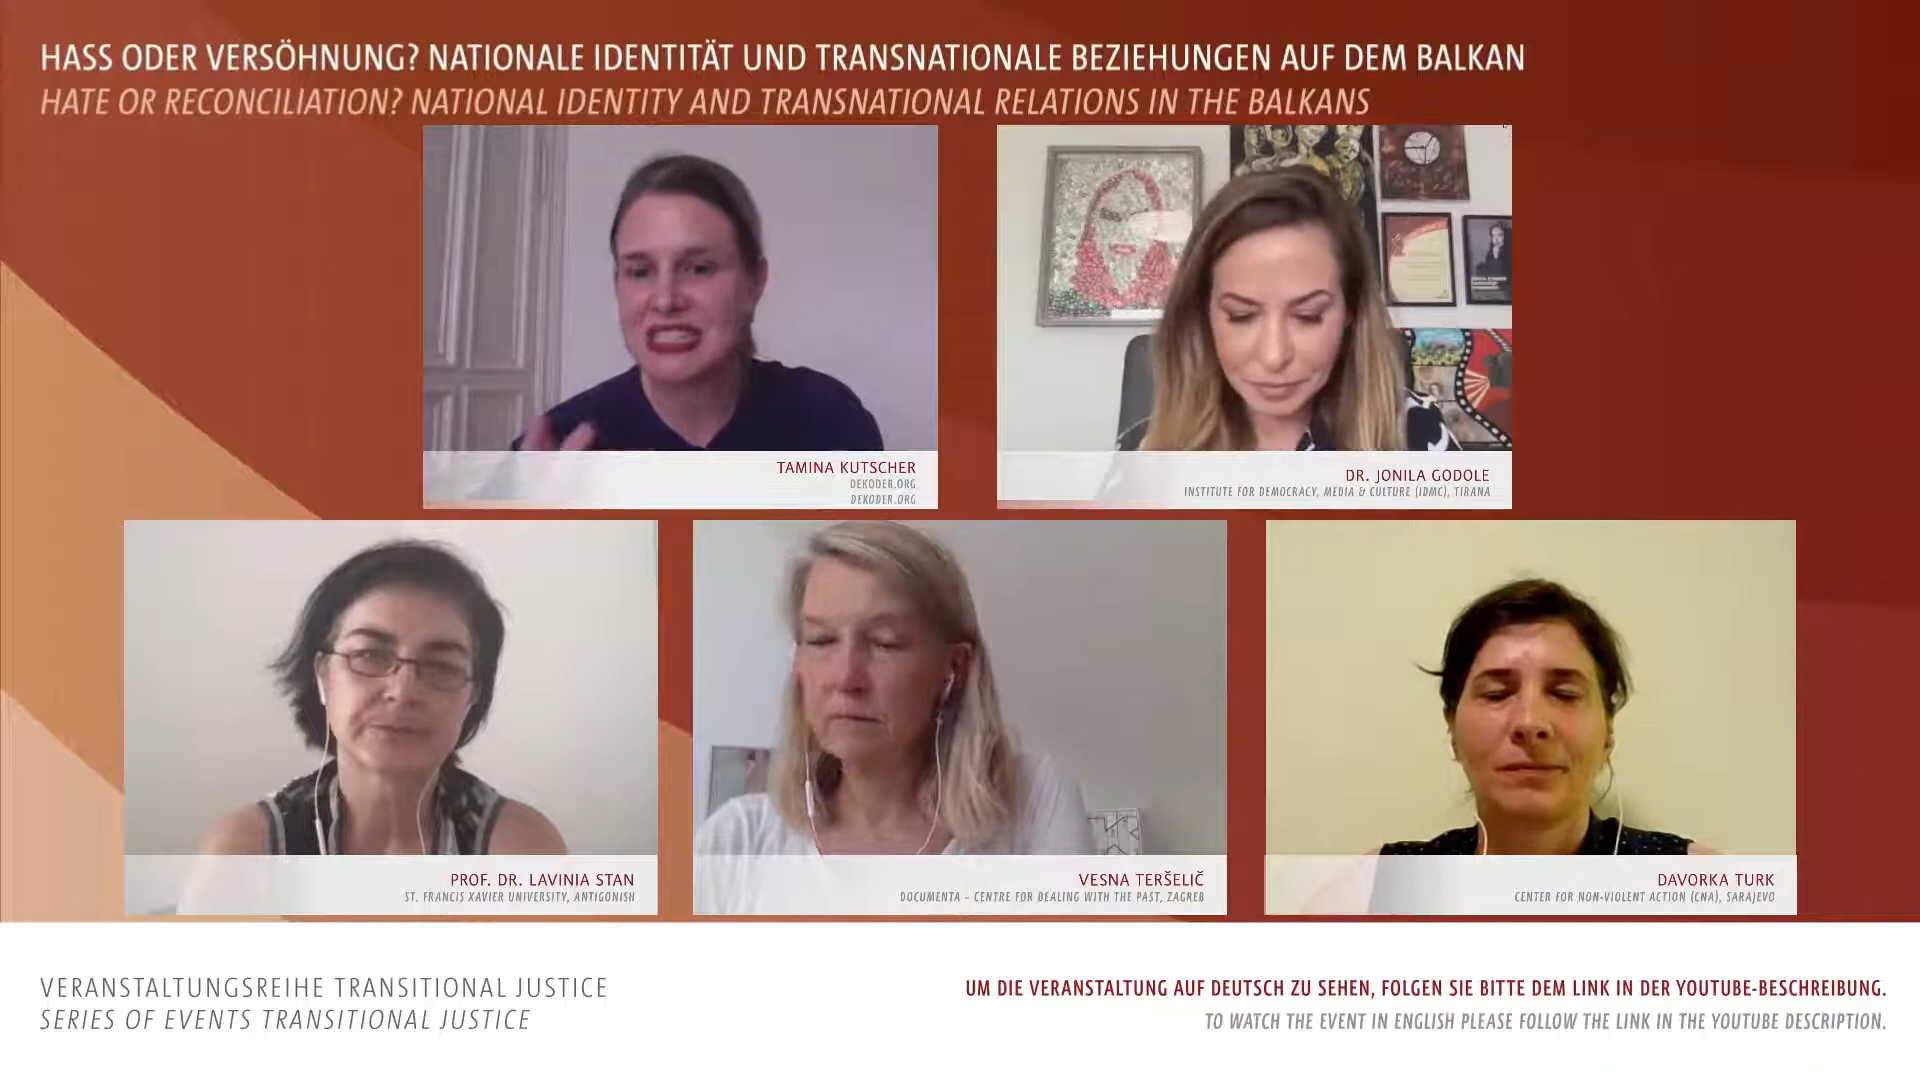 HASS ODER VERSÖHNUNG? NATIONALE IDENTITÄT UND TRANSNATIONALE BEZIEHUNGEN AUF DEM BALKAN
HATE OR RECONCILIATION? NATIONAL IDENTITY AND TRANSNATIONAL RELATIONS IN THE BALKANS
TAMINA KUTSCHER
DEKODER.ORG
DEKODER.ORG
DR. JONILA GODOLE
INSTITUTE FOR DEMOCRACY, MEDIA & CULTURE (IDMC), TIRANA
PROF. DR. LAVINIA STAN
ST. FRANCIS XAVIER UNIVERSITY, ANTIGONISH
VESNA TERŠELIČ
DOCUMENTA – CENTRE FOR DEALING WITH THE PAST, ZAGREB
DAVORKA TURK
CENTER FOR NON-VIOLENT ACTION (CNA), SARAJEVO
VERANSTALTUNGSREIHE TRANSITIONAL JUSTICE
SERIES OF EVENTS TRANSITIONAL JUSTICE
UM DIE VERANSTALTUNG AUF DEUTSCH ZU SEHEN, FOLGEN SIE BITTE DEM LINK IN DER YOUTUBE-BESCHREIBUNG.
TO WATCH THE EVENT IN ENGLISH PLEASE FOLLOW THE LINK IN THE YOUTUBE DESCRIPTION.